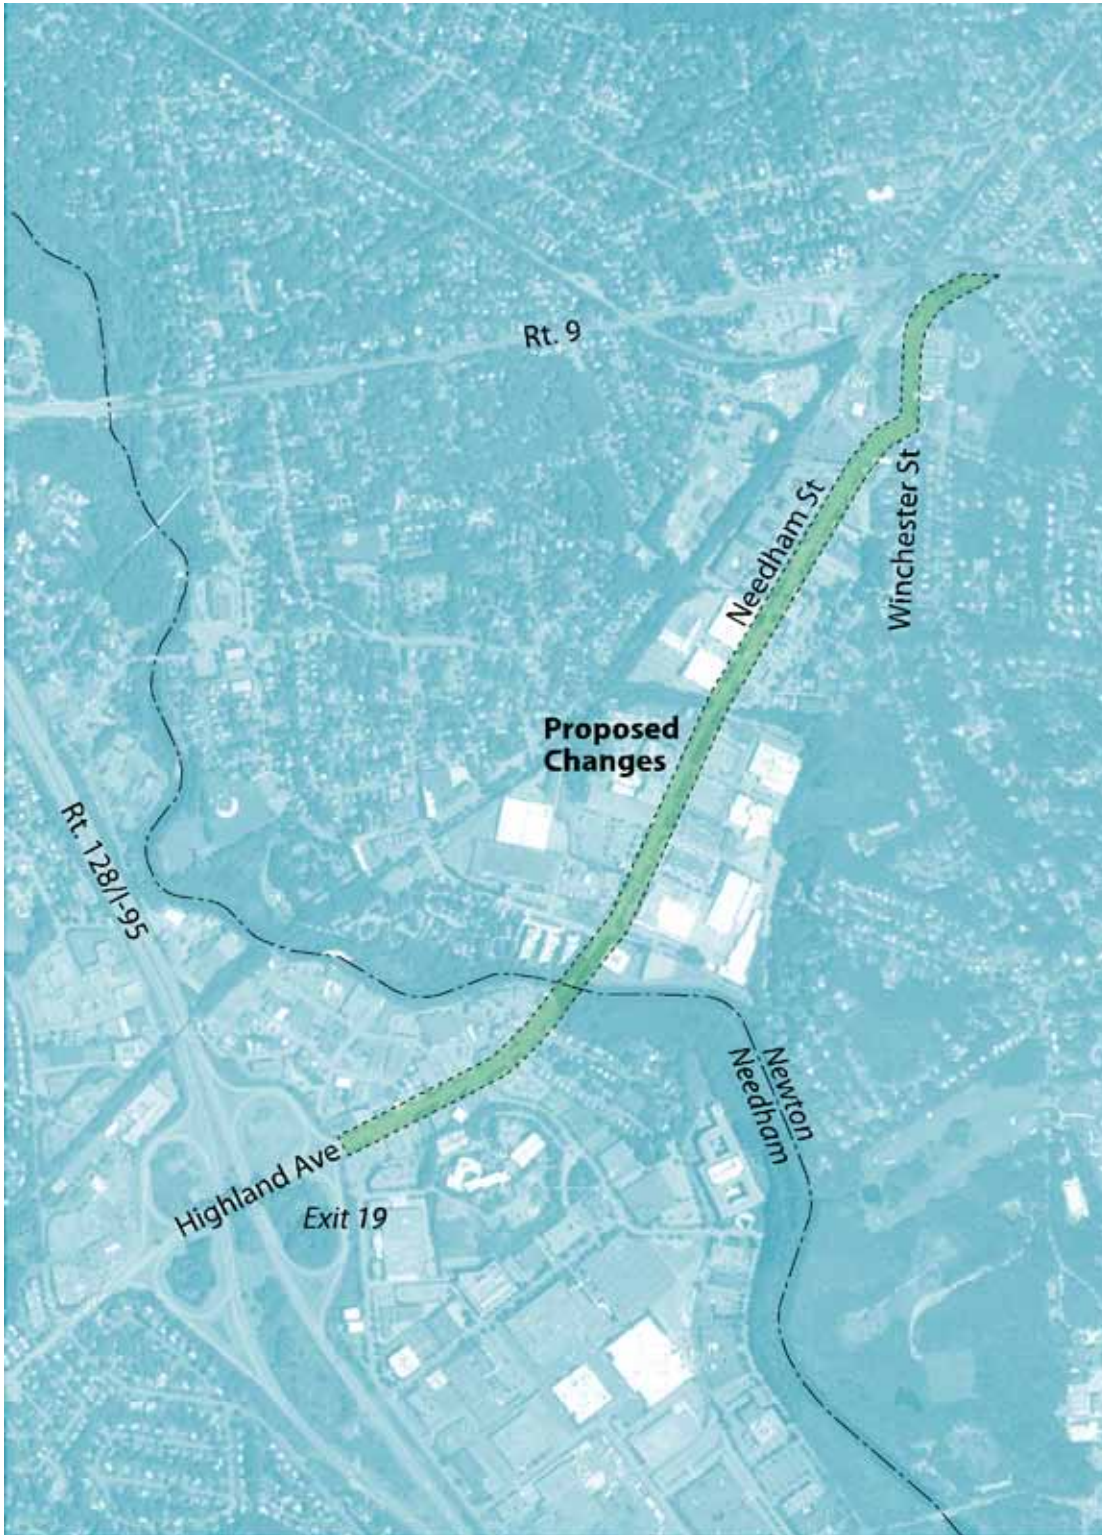 Rt. 9
Needham St
Winchester St
Proposed
Changes
Rt. 128/I-95
Newton
Needham
Highland Ave
Exit 19